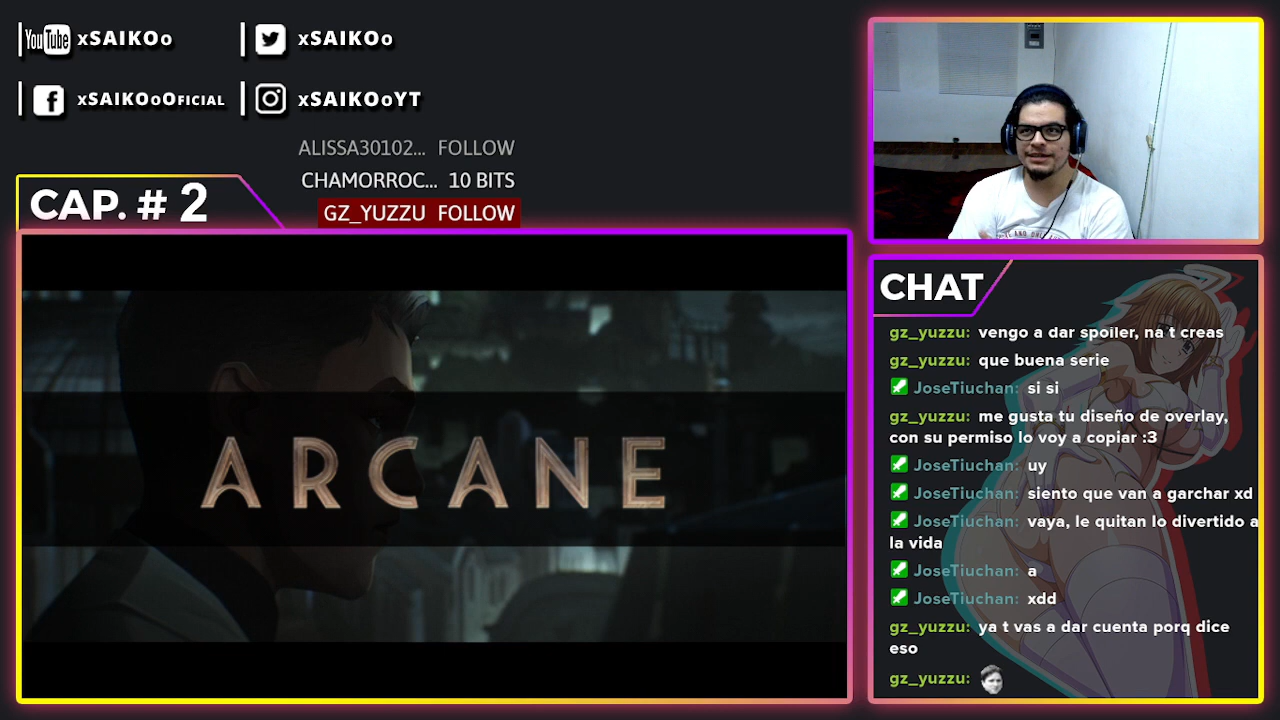 YouTube xSAIKOo
xSAIKOo
xSAIKOoOficial
xSAIKOoYT
ALISSA30102... FOLLOW
CHAMORROC... 10 BITS
GZ_YUZZU FOLLOW
CAP. # 2
ARCANE
CHAT
gz_yuzzu: vengo a dar spoiler, na t creas
gz_yuzzu: que buena serie
JoseTiuchan: si si
gz_yuzzu: me gusta tu diseño de overlay,
con su permiso lo voy a copiar :3
JoseTiuchan: uy
JoseTiuchan: siento que van a garchar xd
JoseTiuchan: vaya, le quitan lo divertido a
la vida
JoseTiuchan: a
JoseTiuchan: xdd
gz_yuzzu: ya t vas a dar cuenta porq dice
eso
gz_yuzzu: